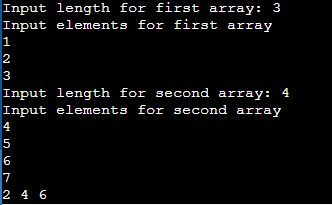 Input length for first array: 3
Input elements for first array
1
2
3
Input length for second array: 4
Input elements for second array
4
5
6
7
2 4 6